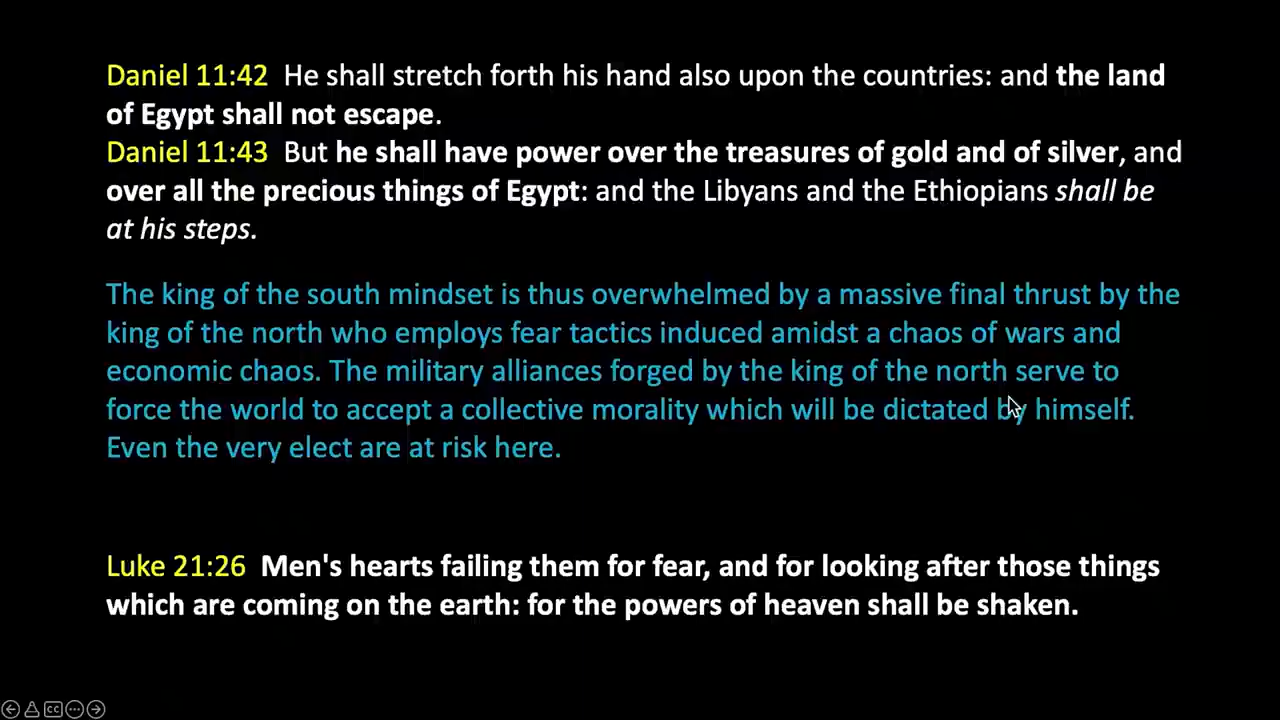 Daniel 11:42  He shall stretch forth his hand also upon the countries: and the land
of Egypt shall not escape.
Daniel 11:43  But he shall have power over the treasures of gold and of silver, and
over all the precious things of Egypt: and the Libyans and the Ethiopians shall be
at his steps.
The king of the south mindset is thus overwhelmed by a massive final thrust by the
king of the north who employs fear tactics induced amidst a chaos of wars and
economic chaos. The military alliances forged by the king of the north serve to
force the world to accept a collective morality which will be dictated by himself.
Even the very elect are at risk here.
Luke 21:26  Men's hearts failing them for fear, and for looking after those things
which are coming on the earth: for the powers of heaven shall be shaken.
CC